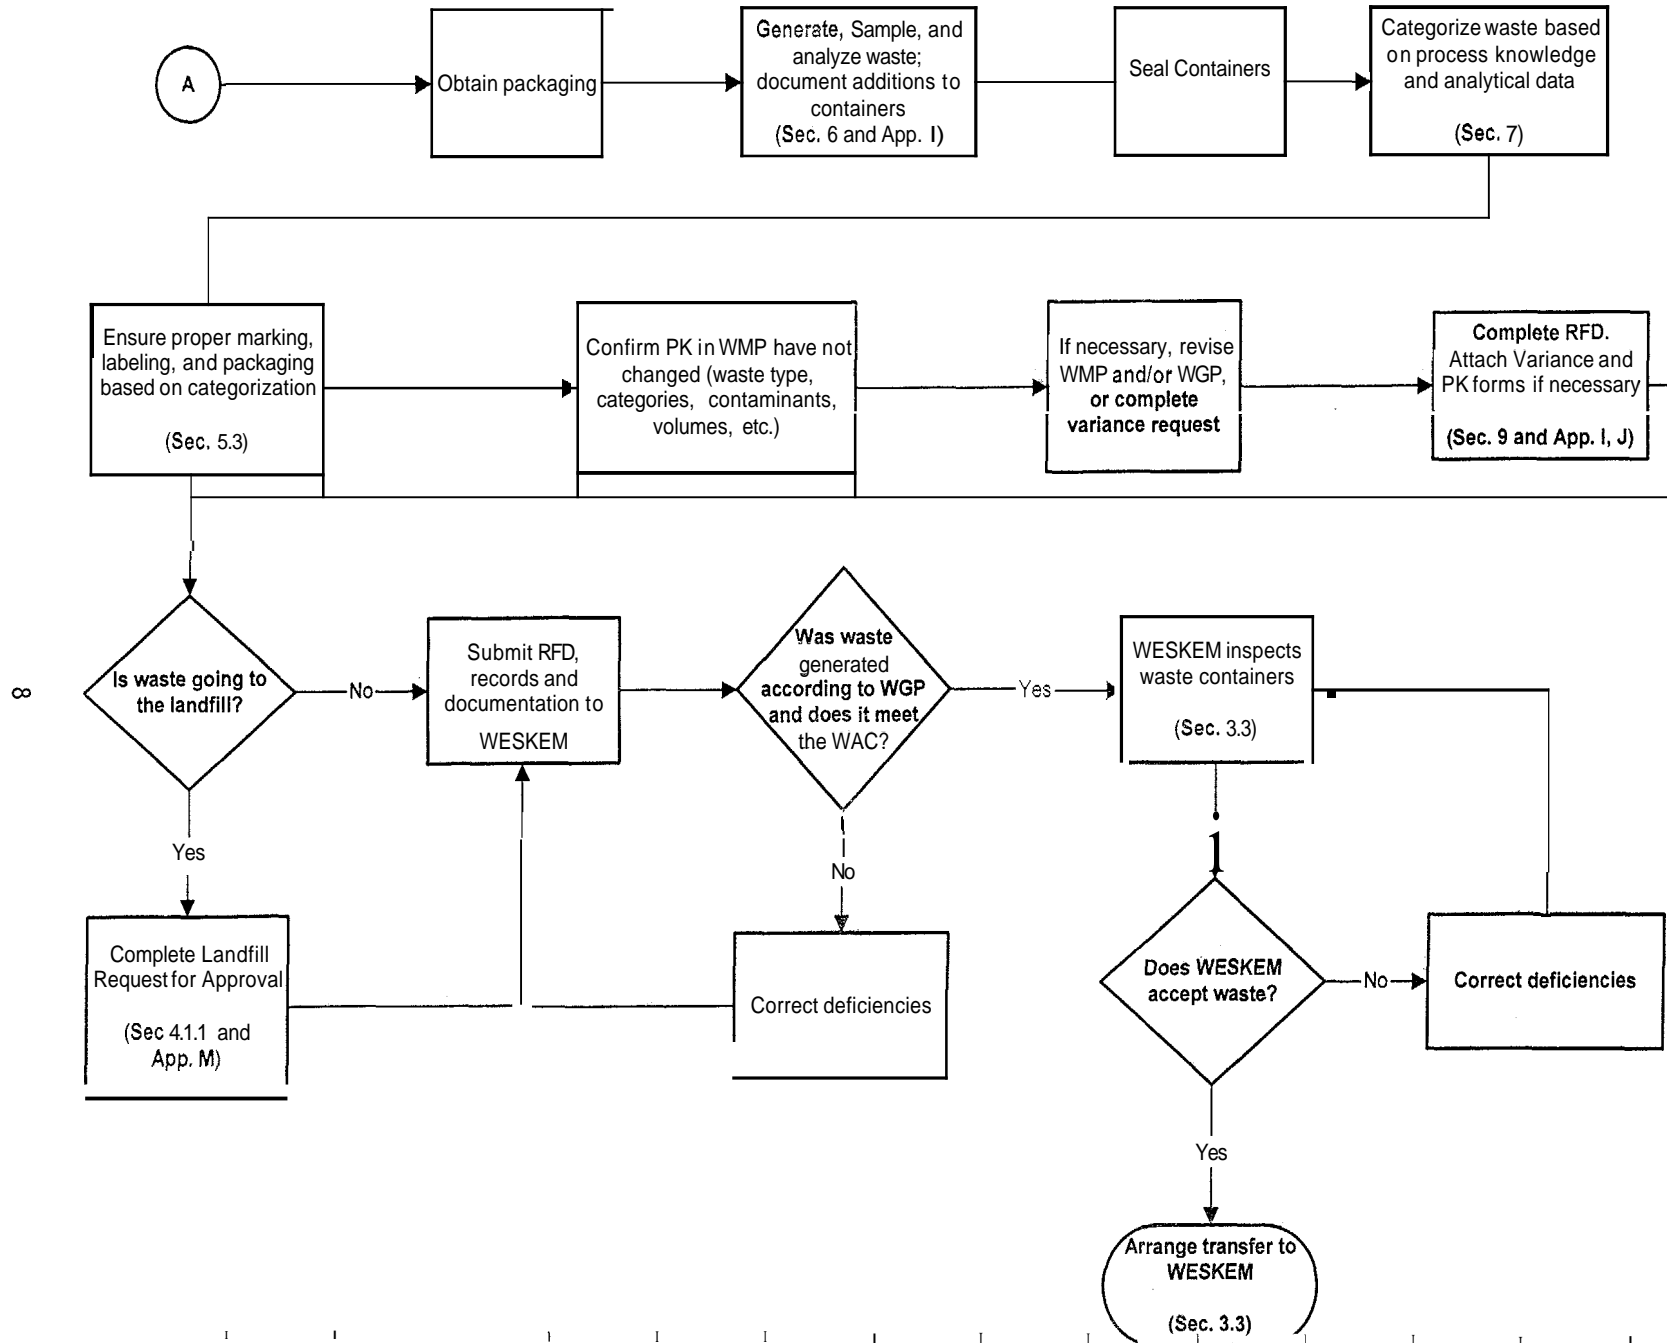 A
Obtain packaging
Generate, Sample, and
analyze waste;
document additions to
containers
(Sec. 6 and App. I)
Seal Containers
Categorize waste based
on process knowledge
and analytical data
(Sec. 7)
Ensure proper marking,
labeling, and packaging
based on categorization
(Sec. 5.3)
Confirm PK in WMP have not
changed (waste type,
categories, contaminants,
volumes, etc.)
If necessary, revise
WMP and/or WGP,
or complete
variance request
Complete RFD.
Attach Variance and
PK forms if necessary
(Sec. 9 and App. I, J)
Is waste going to
the landfill?
No
Submit RFD,
records and
documentation to
WESKEM
Was waste
generated
according to WGP
and does it meet
the WAC?
Yes
WESKEM inspects
waste containers
(Sec. 3.3)
8
Yes
No
Complete Landfill
Request for Approval
(Sec 4.1.1 and
App. M)
Correct deficiencies
Does WESKEM
accept waste?
No
Correct deficiencies
Yes
Arrange transfer to
WESKEM
(Sec. 3.3)